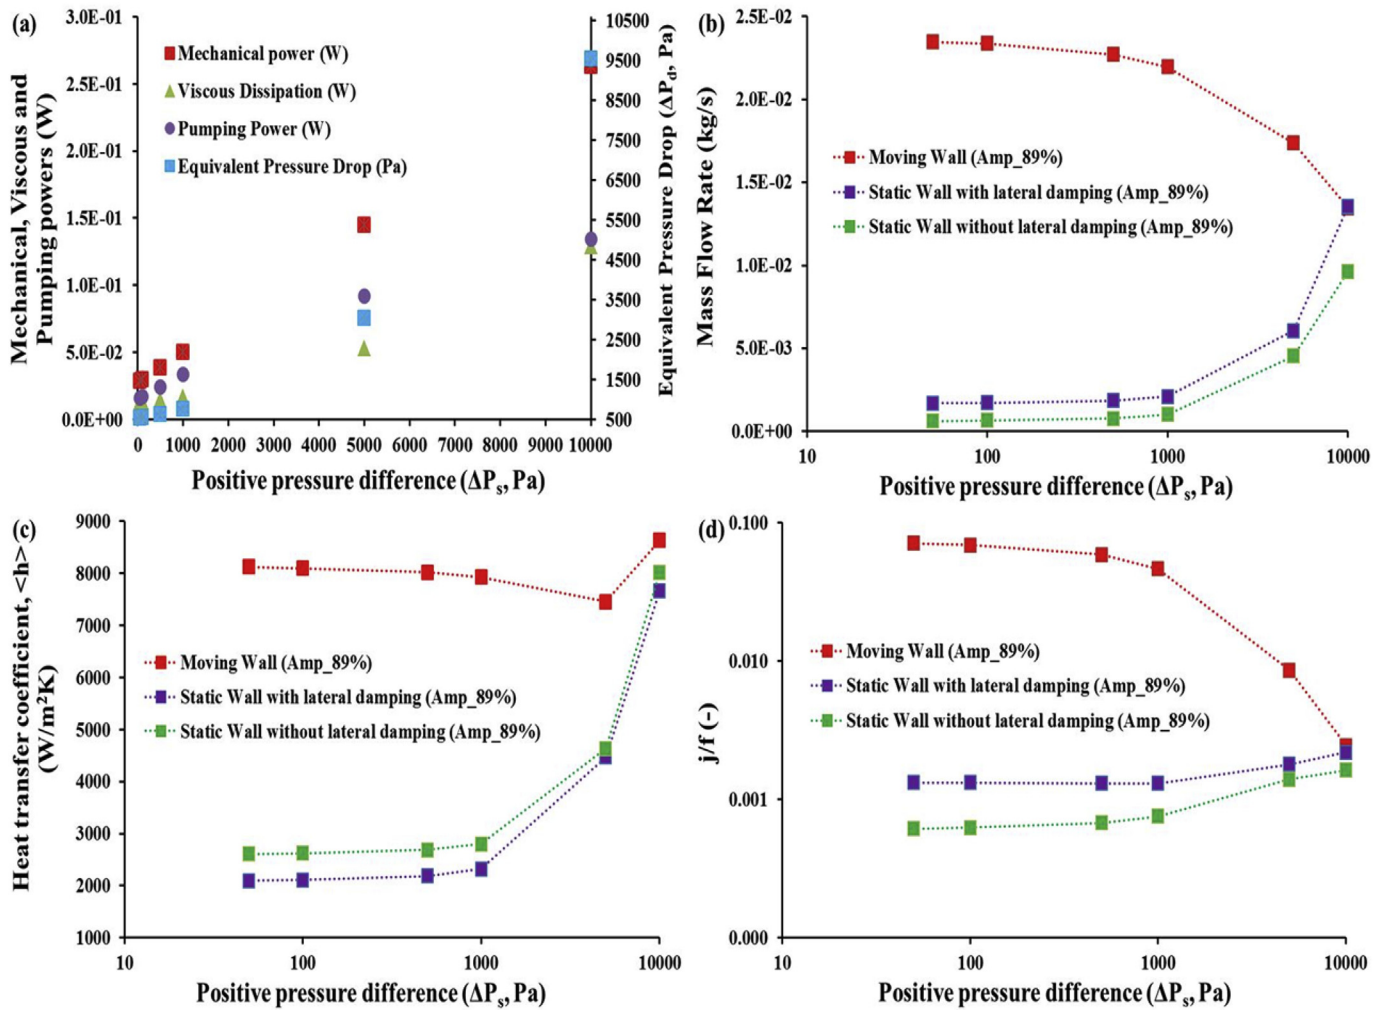 (a)
3.0E-01
2.5E-01
2.0E-01
1.5E-01
1.0E-01
5.0E-02
0.0E+00
Mechanical, Viscous and
Pumping powers (W)
Mechanical power (W)
Viscous Dissipation (W)
Pumping Power (W)
Equivalent Pressure Drop (Pa)
10500
9500
8500
7500
6500
5500
4500
3500
2500
1500
500
Equivalent Pressure Drop (ΔPd, Pa)
0 1000 2000 3000 4000 5000 6000 7000 8000 9000 10000
Positive pressure difference (ΔPs, Pa)
(b)
2.5E-02
2.0E-02
1.5E-02
1.0E-02
5.0E-03
0.0E+00
Mass Flow Rate (kg/s)
Moving Wall (Amp_89%)
Static Wall with lateral damping (Amp_89%)
Static Wall without lateral damping (Amp_89%)
10 100 1000 10000
Positive pressure difference (ΔPs, Pa)
(c)
9000
8000
7000
6000
5000
4000
3000
2000
1000
Heat transfer coefficient, <h>
(W/m²K)
Moving Wall (Amp_89%)
Static Wall with lateral damping (Amp_89%)
Static Wall without lateral damping (Amp_89%)
10 100 1000 10000
Positive pressure difference (ΔPs, Pa)
(d)
0.100
0.010
0.001
0.000
j/f (-)
Moving Wall (Amp_89%)
Static Wall with lateral damping (Amp_89%)
Static Wall without lateral damping (Amp_89%)
10 100 1000 10000
Positive pressure difference (ΔPs, Pa)